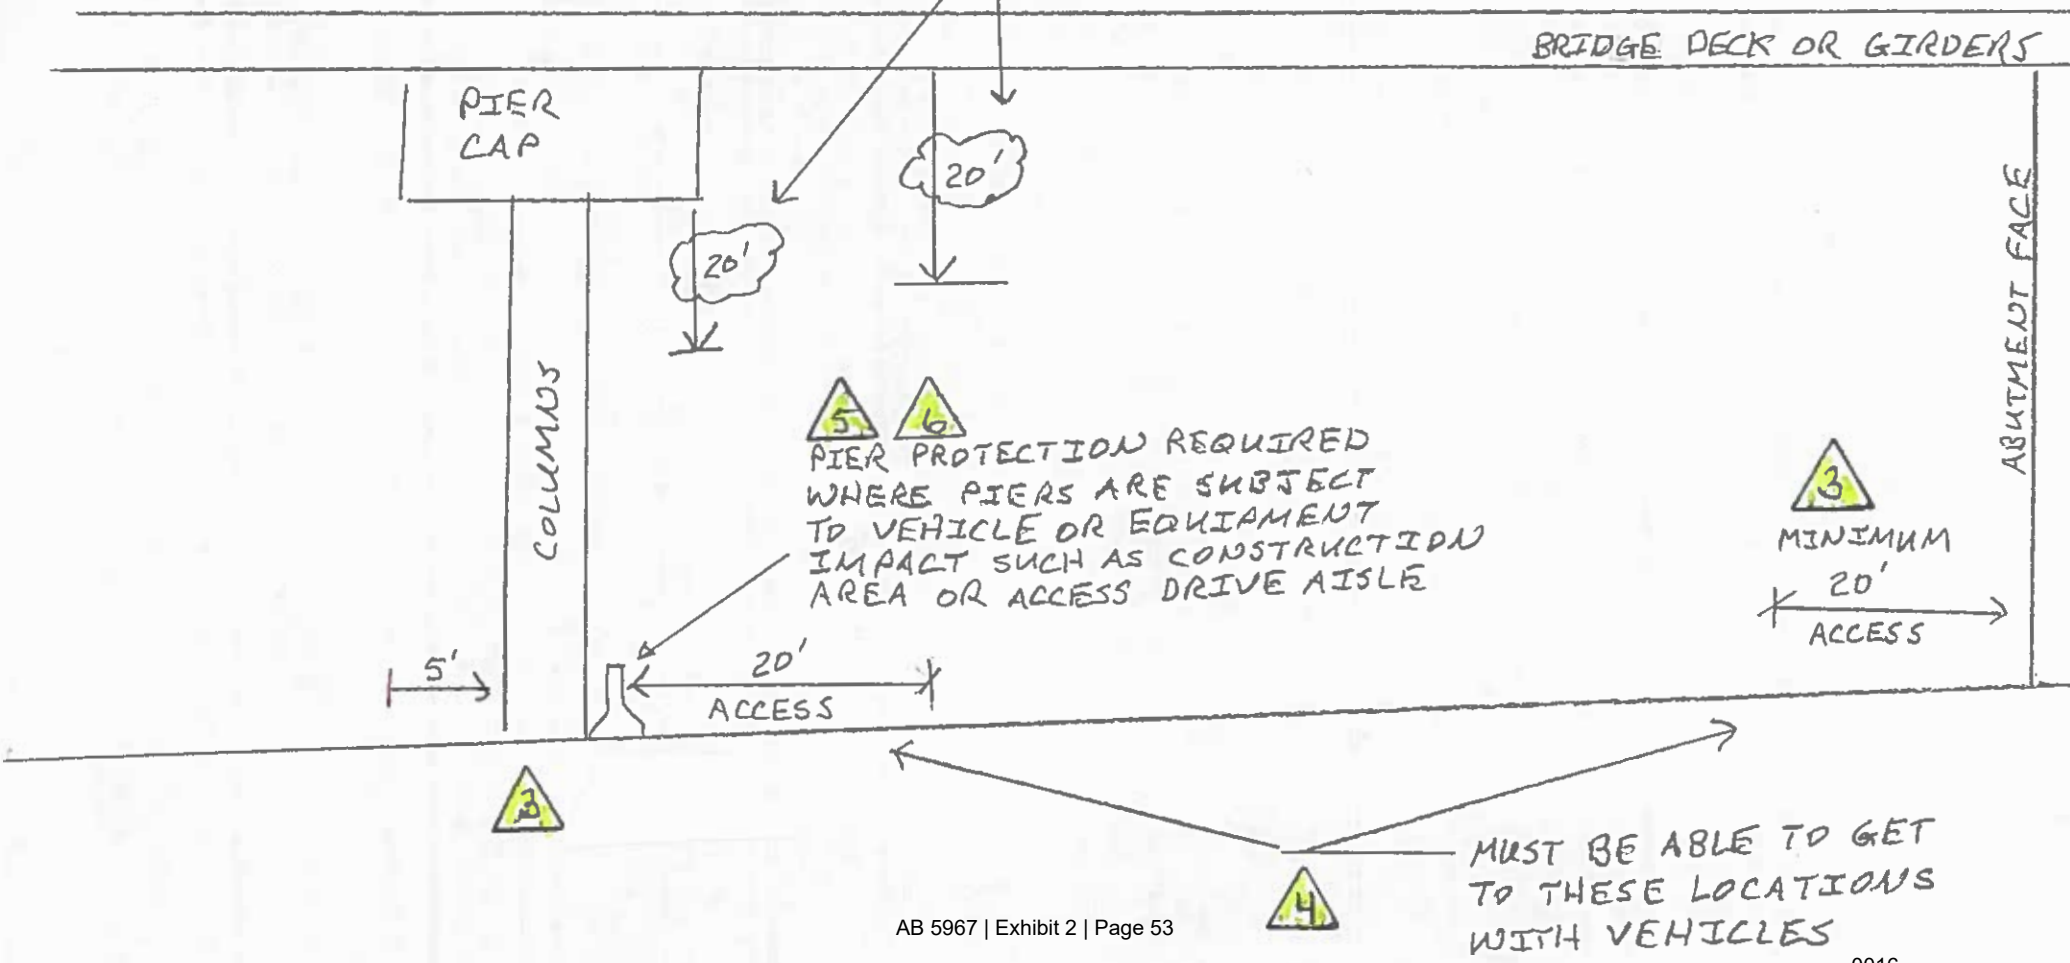 BRIDGE DECK OR GIRDERS
PIER
CAP
20'
20'
ABUTMENT FACE
COLUMNS
5 6
PIER PROTECTION REQUIRED
WHERE PIERS ARE SUBJECT
TO VEHICLE OR EQUIPMENT
IMPACT SUCH AS CONSTRUCTION
AREA OR ACCESS DRIVE AISLE
3
MINIMUM
20'
ACCESS
5'
20'
ACCESS
3
4
MUST BE ABLE TO GET
TO THESE LOCATIONS
WITH VEHICLES
AB 5967 | Exhibit 2 | Page 53